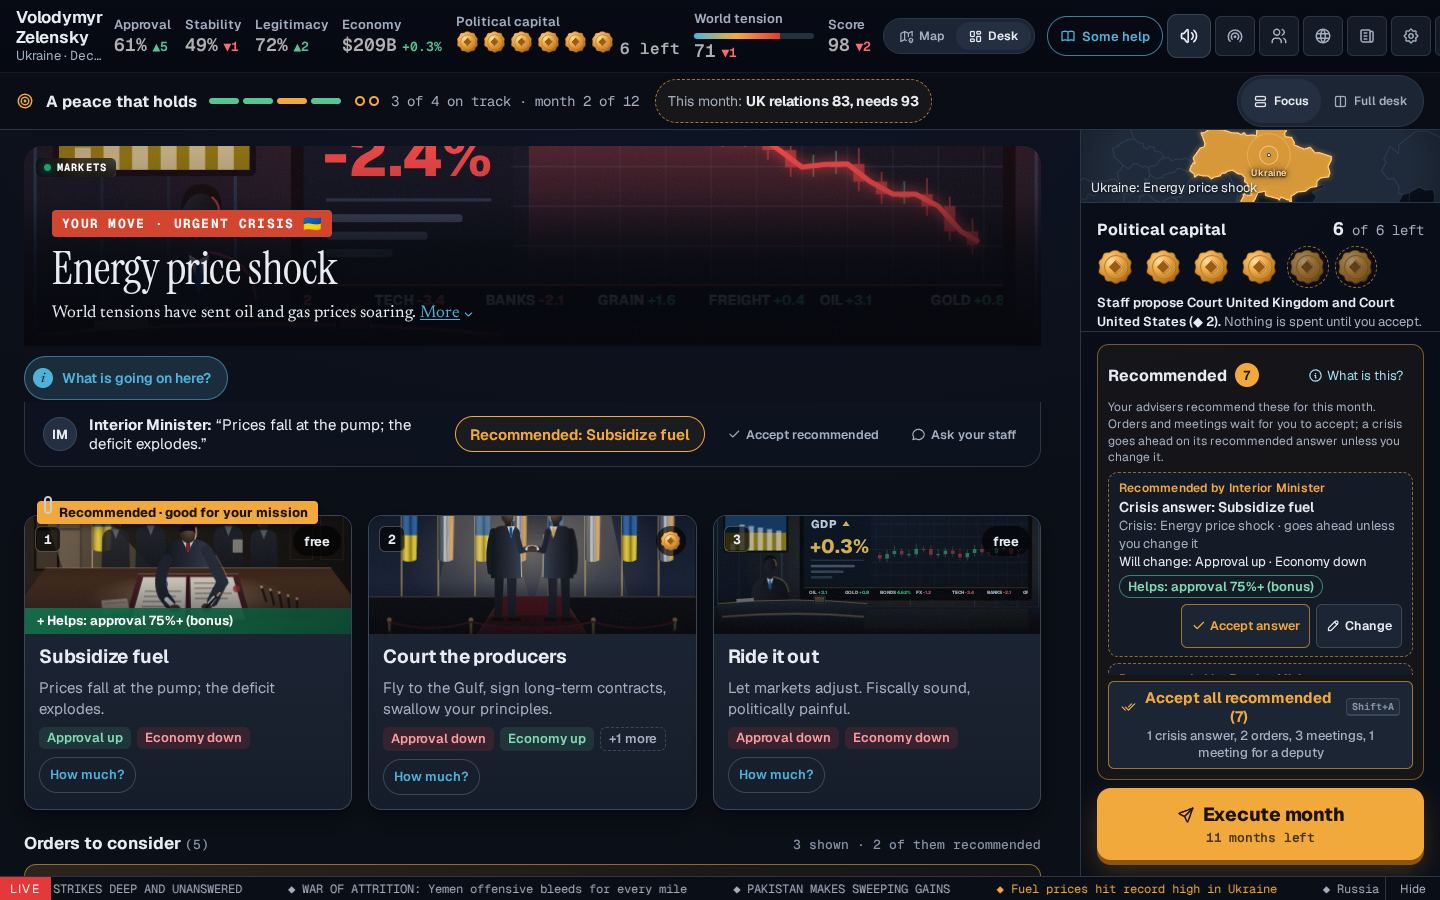 Volodymyr
Zelensky
Ukraine · Dec…
Approval
61% ▲5
Stability
49% ▼1
Legitimacy
72% ▲2
Economy
$209B +0.3%
Political capital
6 left
World tension
71 ▼1
Score
98 ▼2
Map
Desk
Some help
A peace that holds
3 of 4 on track · month 2 of 12
This month: UK relations 83, needs 93
Focus
Full desk
MARKETS
-2.4%
YOUR MOVE · URGENT CRISIS
Energy price shock
TECH -3.4 BANKS -2.1 GRAIN +1.6 FREIGHT +0.4 OIL +3.1 GOLD +0.8
World tensions have sent oil and gas prices soaring. More
What is going on here?
IM
Interior Minister: “Prices fall at the pump; the
deficit explodes.”
Recommended: Subsidize fuel
Accept recommended
Ask your staff
Recommended · good for your mission
1
free
+ Helps: approval 75%+ (bonus)
Subsidize fuel
Prices fall at the pump; the deficit
explodes.
Approval up
Economy down
How much?
2
Court the producers
Fly to the Gulf, sign long-term contracts,
swallow your principles.
Approval down
Economy up
+1 more
How much?
3
GDP
+0.3%
free
Ride it out
Let markets adjust. Fiscally sound,
politically painful.
Approval down
Economy down
How much?
Orders to consider (5)
3 shown · 2 of them recommended
Ukraine
Ukraine: Energy price shock
Political capital
6 of 6 left
Staff propose Court United Kingdom and Court
United States (◆ 2). Nothing is spent until you accept.
Recommended 7
What is this?
Your advisers recommend these for this month.
Orders and meetings wait for you to accept; a crisis
goes ahead on its recommended answer unless you
change it.
Recommended by Interior Minister
Crisis answer: Subsidize fuel
Crisis: Energy price shock · goes ahead unless
you change it
Will change: Approval up · Economy down
Helps: approval 75%+ (bonus)
Accept answer
Change
Accept all recommended
(7)
Shift+A
1 crisis answer, 2 orders, 3 meetings, 1
meeting for a deputy
Execute month
11 months left
LIVE
STRIKES DEEP AND UNANSWERED
◆ WAR OF ATTRITION: Yemen offensive bleeds for every mile
◆ PAKISTAN MAKES SWEEPING GAINS
◆ Fuel prices hit record high in Ukraine
◆ Russia
Hide